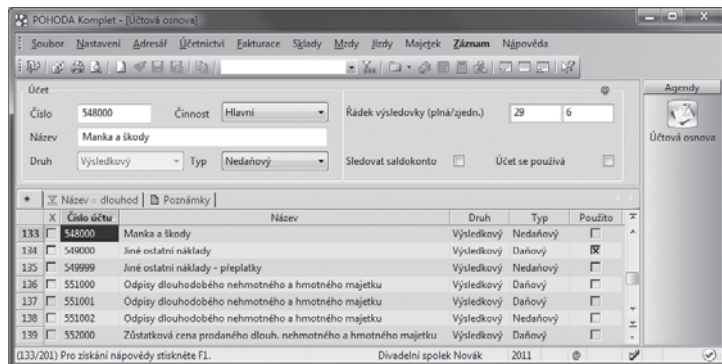 POHODA Komplet - [Účtová osnova]
Soubor Nastavení Adresář Účetnictví Fakturace Sklady Mzdy Jízdy Majetek Záznam Nápověda
Účet @ Agendy
Číslo 548000 Činnost Hlavní Řádek výsledovky (plná/zjedn.) 29 6
Název Manka a škody Účtová osnova
Druh Výsledkový Typ Nedaňový Sledovat saldokonto Účet se používá
* Název = dlouhod Poznámky
X Číslo účtu Název Druh Typ Použito
133 548000 Manka a škody Výsledkový Nedaňový
134 549000 Jiné ostatní náklady Výsledkový Daňový
135 549999 Jiné ostatní náklady - přeplatky Výsledkový Nedaňový
136 551000 Odpisy dlouhodobého nehmotného a hmotného majetku Výsledkový Daňový
137 551001 Odpisy dlouhodobého nehmotného a hmotného majetku Výsledkový Daňový
138 551002 Odpisy dlouhodobého nehmotného a hmotného majetku Výsledkový Nedaňový
139 552000 Zůstatková cena prodaného dlouh. nehmotného a hmotného majetku Výsledkový Daňový
(133/201) Pro získání nápovědy stiskněte F1. Divadelní spolek Novák 2011 @